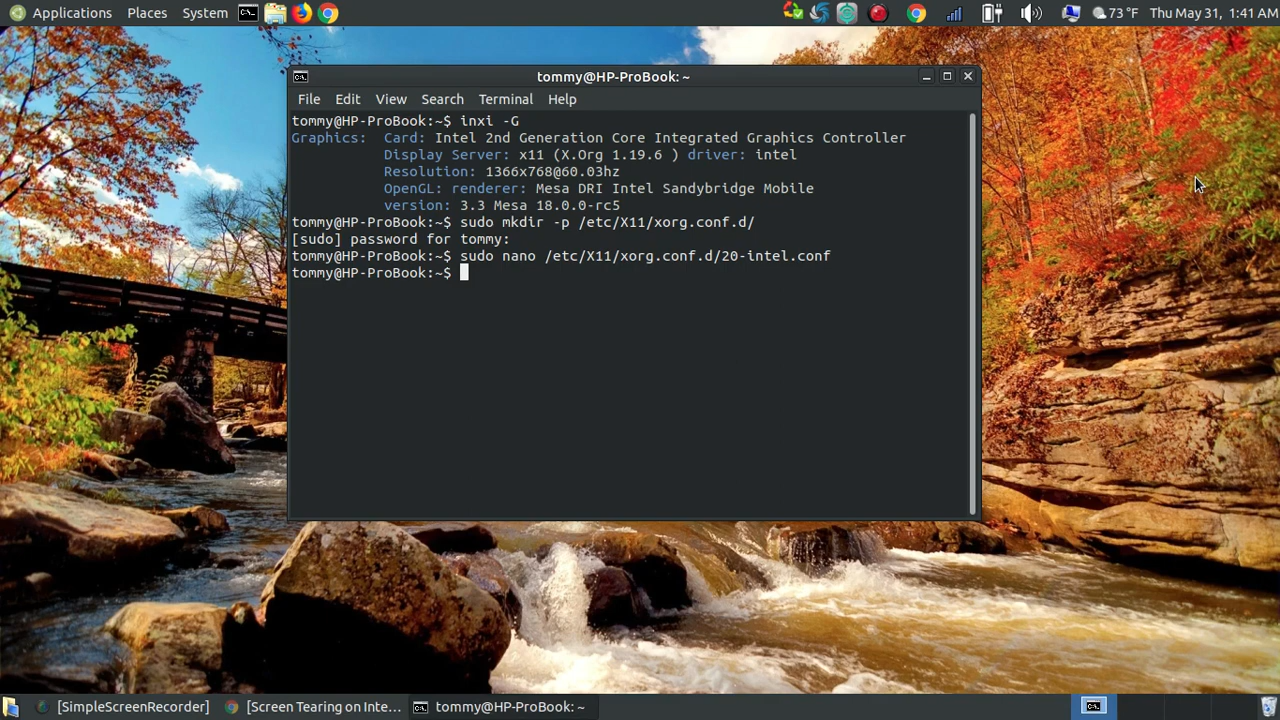 Applications Places System
73 °F Thu May 31, 1:41 AM
tommy@HP-ProBook: ~
File Edit View Search Terminal Help
tommy@HP-ProBook:~$ inxi -G
Graphics: Card: Intel 2nd Generation Core Integrated Graphics Controller
Display Server: x11 (X.Org 1.19.6 ) driver: intel
Resolution: 1366x768@60.03hz
OpenGL: renderer: Mesa DRI Intel Sandybridge Mobile
version: 3.3 Mesa 18.0.0-rc5
tommy@HP-ProBook:~$ sudo mkdir -p /etc/X11/xorg.conf.d/
[sudo] password for tommy:
tommy@HP-ProBook:~$ sudo nano /etc/X11/xorg.conf.d/20-intel.conf
tommy@HP-ProBook:~$
[SimpleScreenRecorder] [Screen Tearing on Inte... tommy@HP-ProBook: ~